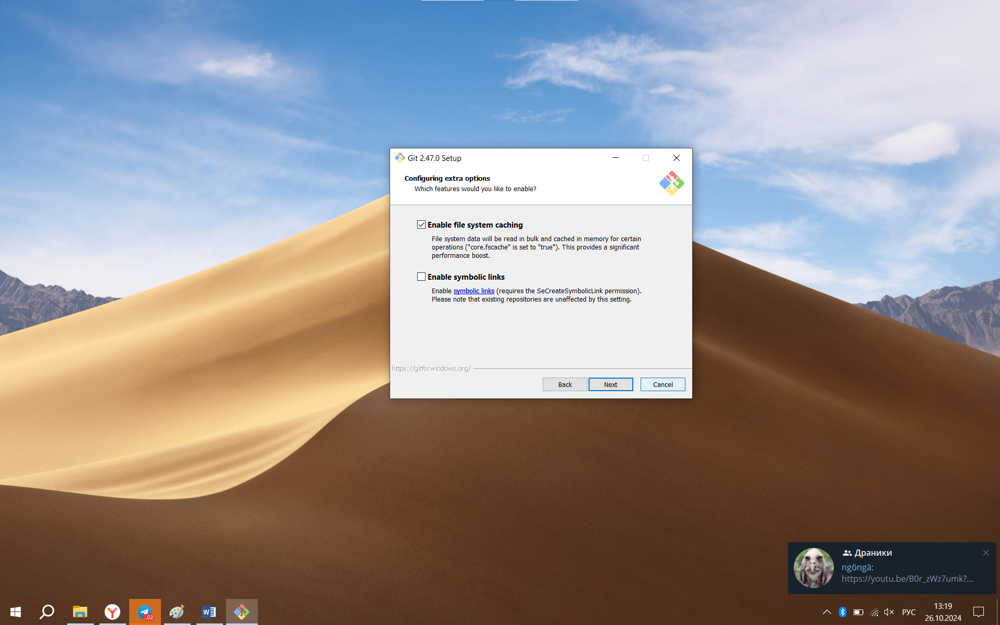 Git 2.47.0 Setup
Configuring extra options
Which features would you like to enable?
Enable file system caching
File system data will be read in bulk and cached in memory for certain
operations ("core.fscache" is set to "true"). This provides a significant
performance boost.
Enable symbolic links
Enable symbolic links (requires the SeCreateSymbolicLink permission).
Please note that existing repositories are unaffected by this setting.
https://gitforwindows.org/
Back
Next
Cancel
Драники
ngöngä:
https://youtu.be/B0r_zWz7umk?...
..02
W
РУС
13:19
26.10.2024